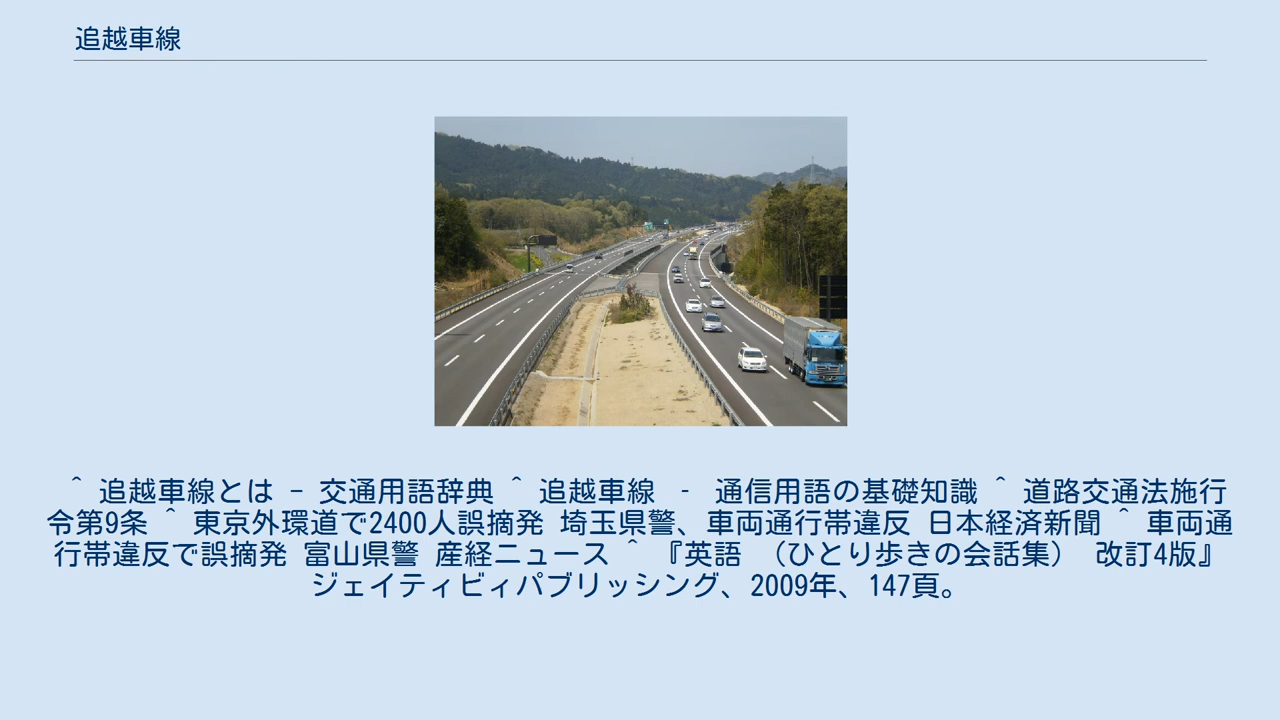 追越車線
^ 追越車線とは - 交通用語辞典 ^ 追越車線 - 通信用語の基礎知識 ^ 道路交通法施行
令第9条 ^ 東京外環道で2400人誤摘発 埼玉県警、車両通行帯違反 日本経済新聞 ^ 車両通
行帯違反で誤摘発 富山県警 産経ニュース ^ 『英語 （ひとり歩きの会話集） 改訂4版』
ジェイティビィパブリッシング、2009年、147頁。